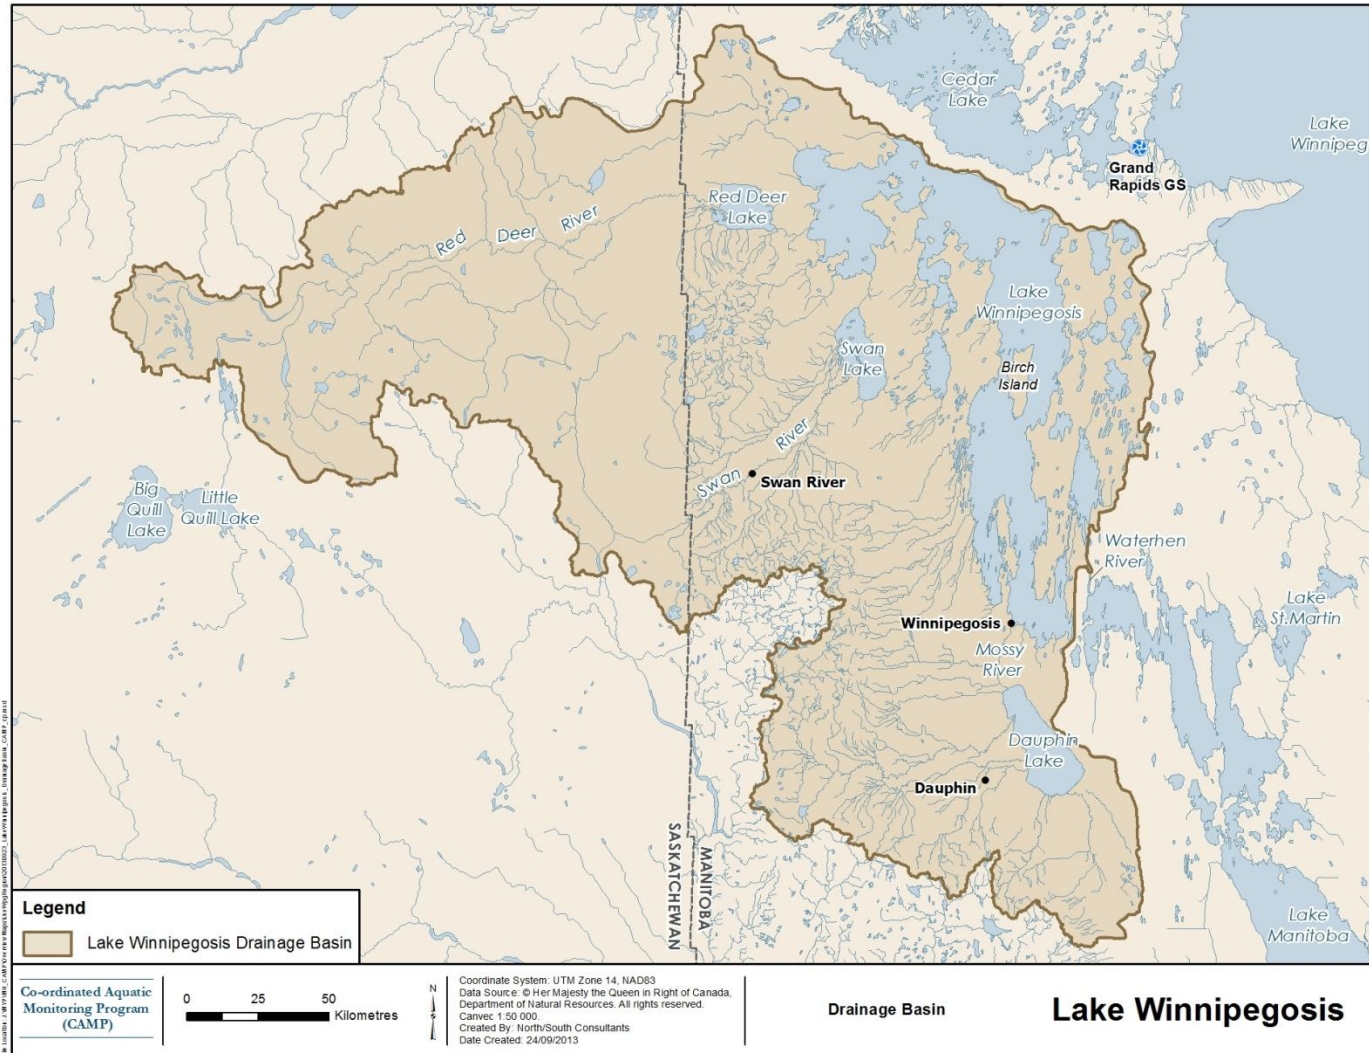 Cedar
Lake
Lake
Winnipeg
Grand
Rapids GS
Red Deer
Lake
Red Deer River
Lake
Winnipegosis
Swan
Lake
Birch
Island
Swan River
Swan River
Big
Quill
Lake
Little
Quill Lake
Waterhen
River
Lake
St.Martin
Winnipegosis
Mossy
River
Dauphin
Lake
Dauphin
SASKATCHEWAN
MANITOBA
Lake
Manitoba
Legend
Lake Winnipegosis Drainage Basin
Co-ordinated Aquatic
Monitoring Program
(CAMP)
0 25 50
Kilometres
N
S
Coordinate System: UTM Zone 14, NAD83
Data Source: © Her Majesty the Queen in Right of Canada,
Department of Natural Resources. All rights reserved.
Canvec 1:50 000.
Created By: North/South Consultants
Date Created: 24/09/2013
Drainage Basin
Lake Winnipegosis